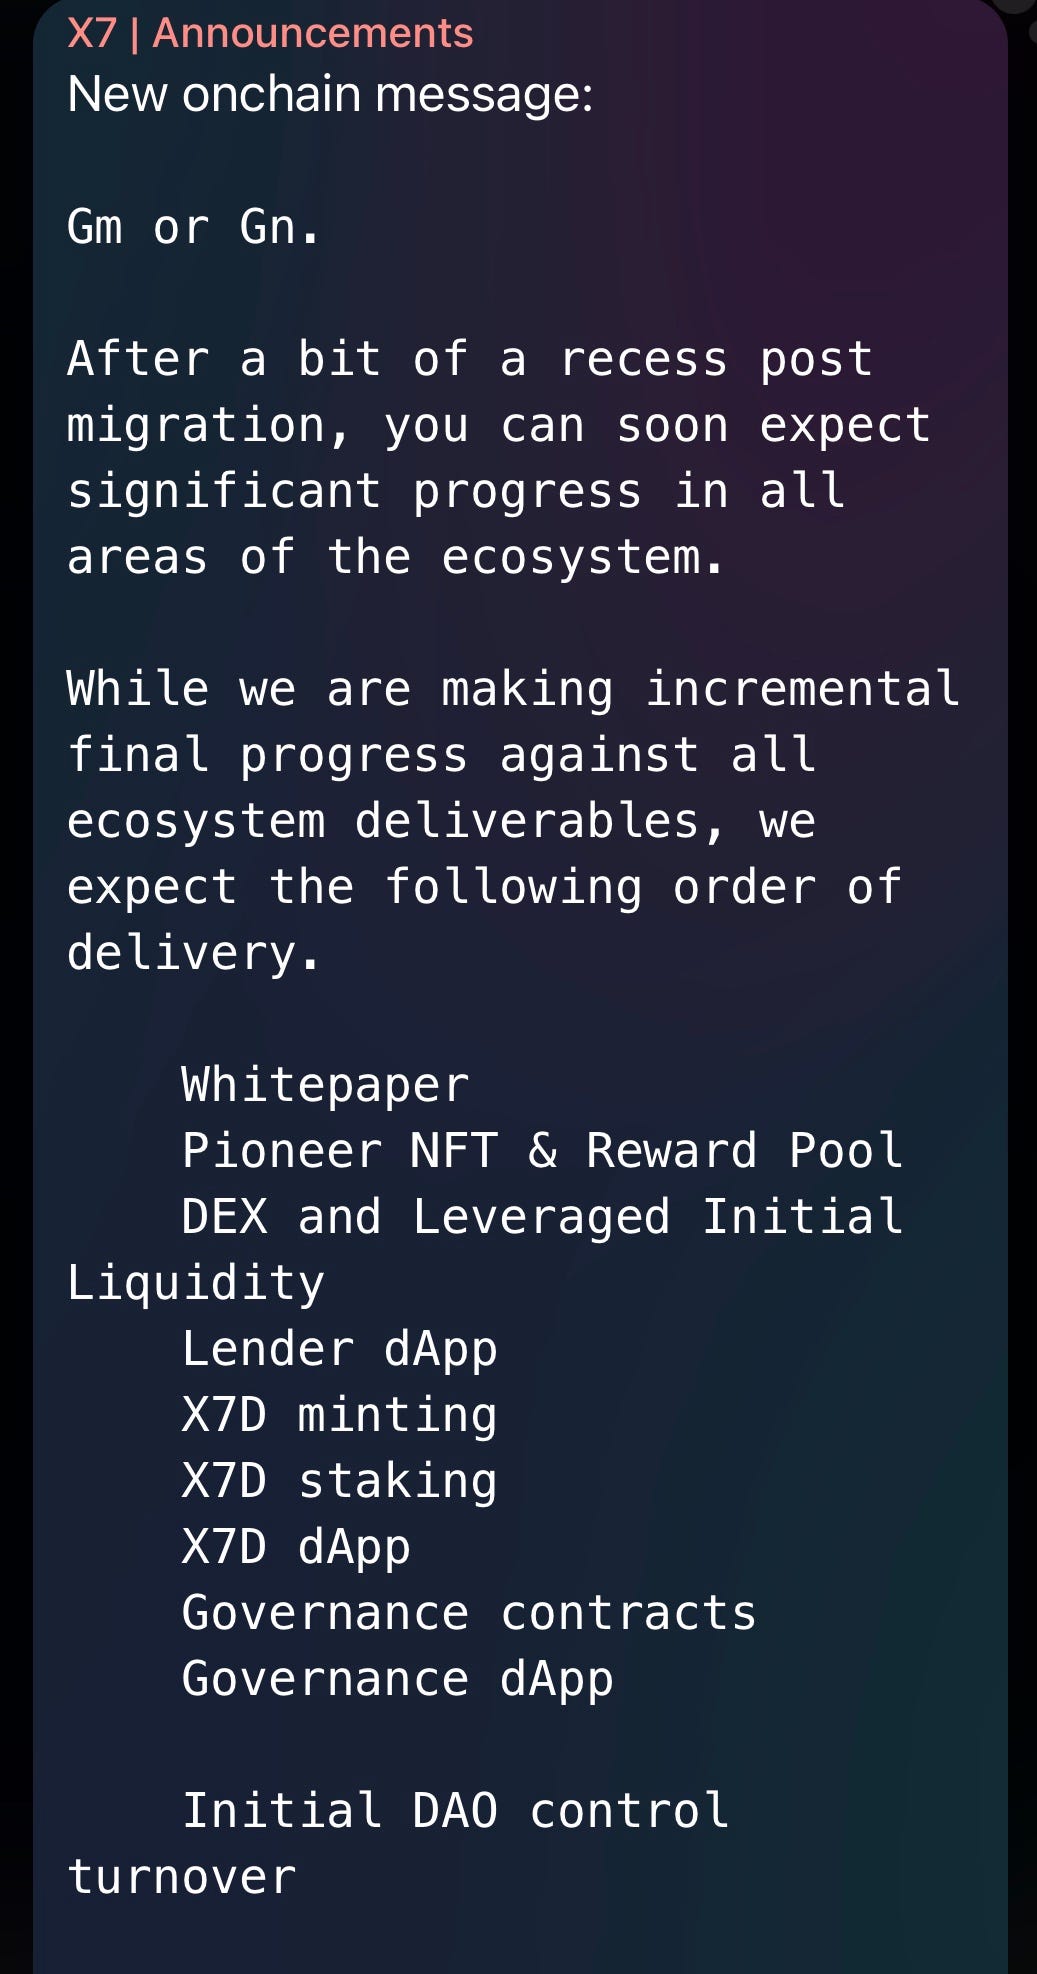 X7 | Announcements
New onchain message:
Gm or Gn.
After a bit of a recess post
migration, you can soon expect
significant progress in all
areas of the ecosystem.
While we are making incremental
final progress against all
ecosystem deliverables, we
expect the following order of
delivery.
Whitepaper
Pioneer NFT & Reward Pool
DEX and Leveraged Initial
Liquidity
Lender dApp
X7D minting
X7D staking
X7D dApp
Governance contracts
Governance dApp
Initial DAO control
turnover